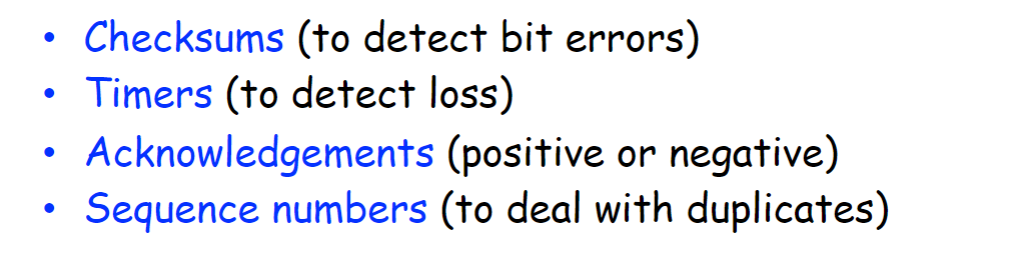 • Checksums (to detect bit errors)
• Timers (to detect loss)
• Acknowledgements (positive or negative)
• Sequence numbers (to deal with duplicates)